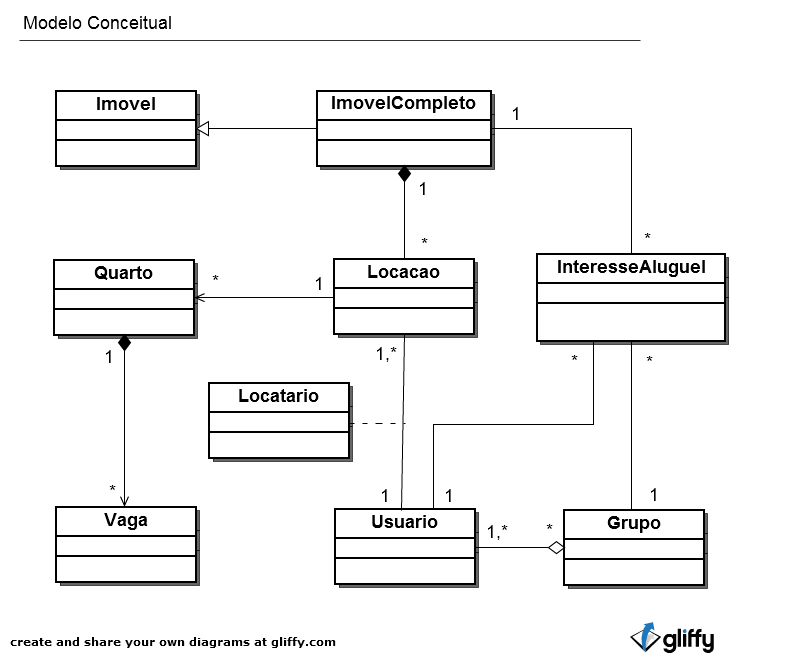 Modelo Conceitual
Imovel
ImovelCompleto
1
1
*
*
Quarto
*
1
Locacao
InteresseAluguel
1
1,*
*
*
Locatario
*
1
1
1
Vaga
Usuario
1,*
*
Grupo
create and share your own diagrams at gliffy.com
gliffy